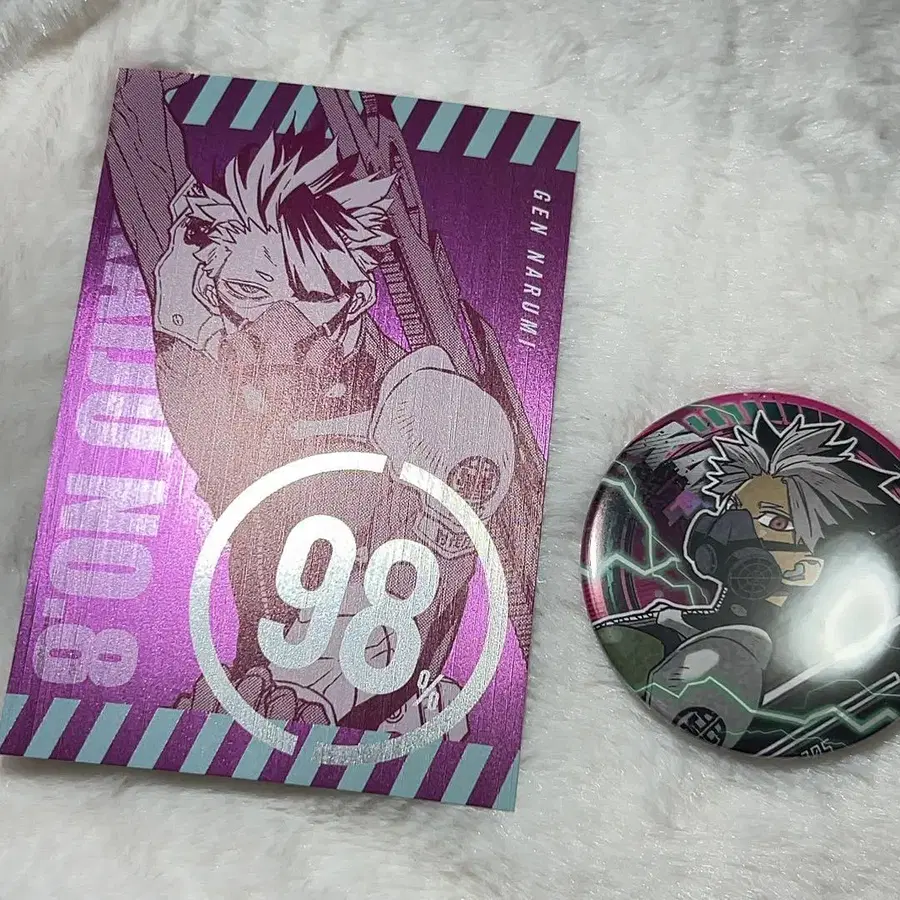 GEN NARUMI
KAIJU NO.8
98%